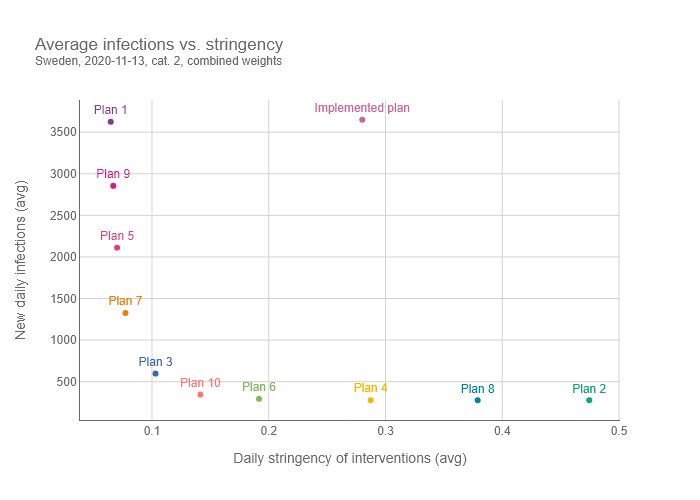 Average infections vs. stringency
Sweden, 2020-11-13, cat. 2, combined weights
Plan 1
Implemented plan
3500
Plan 9
3000
2500
Plan 5
2000
Plan 7
1500
1000
Plan 3
Plan 10
Plan 6
Plan 4
Plan 8
Plan 2
500
0.1
0.2
0.3
0.4
0.5
New daily infections (avg)
Daily stringency of interventions (avg)